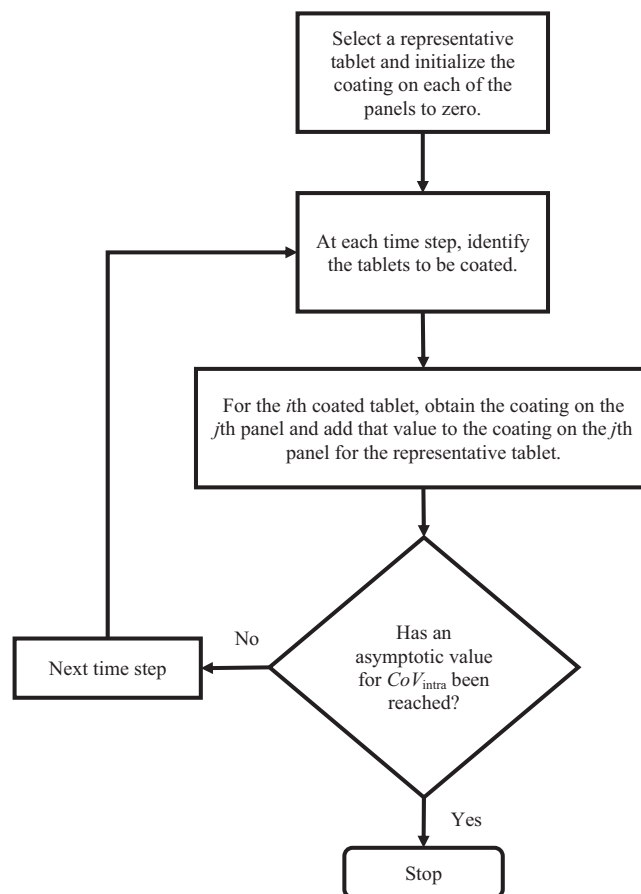 Select a representative
tablet and initialize the
coating on each of the
panels to zero.
At each time step, identify
the tablets to be coated.
For the ith coated tablet, obtain the coating on the
jth panel and add that value to the coating on the jth
panel for the representative tablet.
Has an
asymptotic value
for CoVintra been
reached?
No
Next time step
Yes
Stop